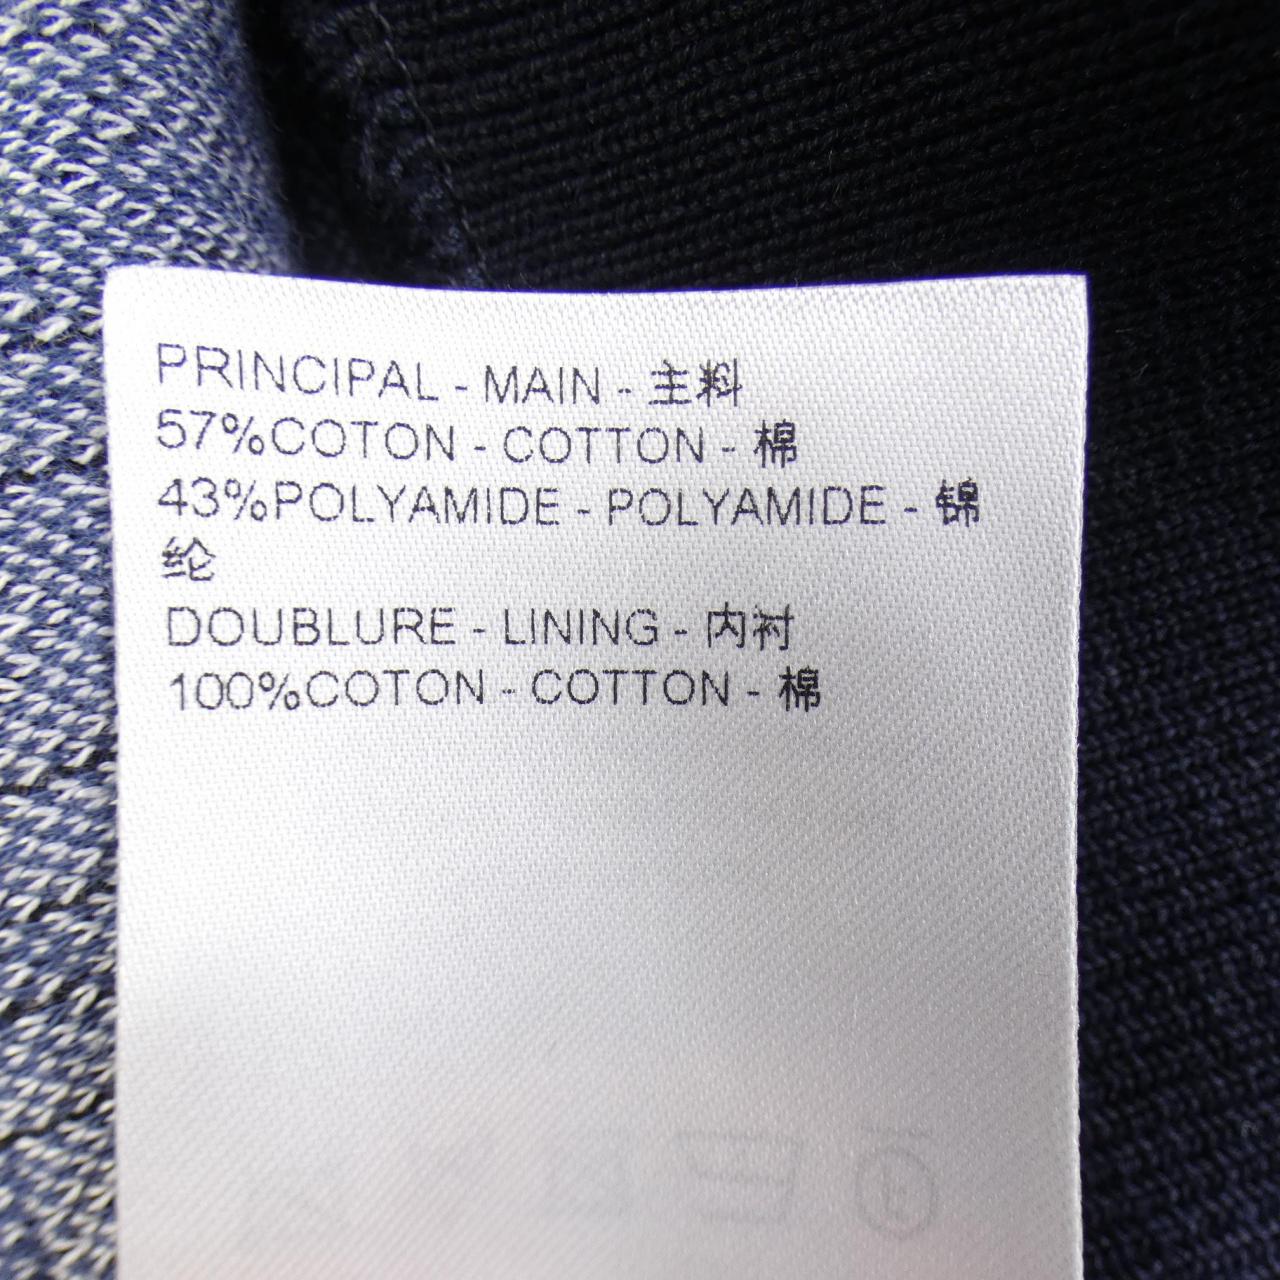 PRINCIPAL - MAIN - 主料
57%COTON - COTTON - 棉
43%POLYAMIDE - POLYAMIDE - 锦
纶
DOUBLURE - LINING - 内衬
100%COTON - COTTON - 棉